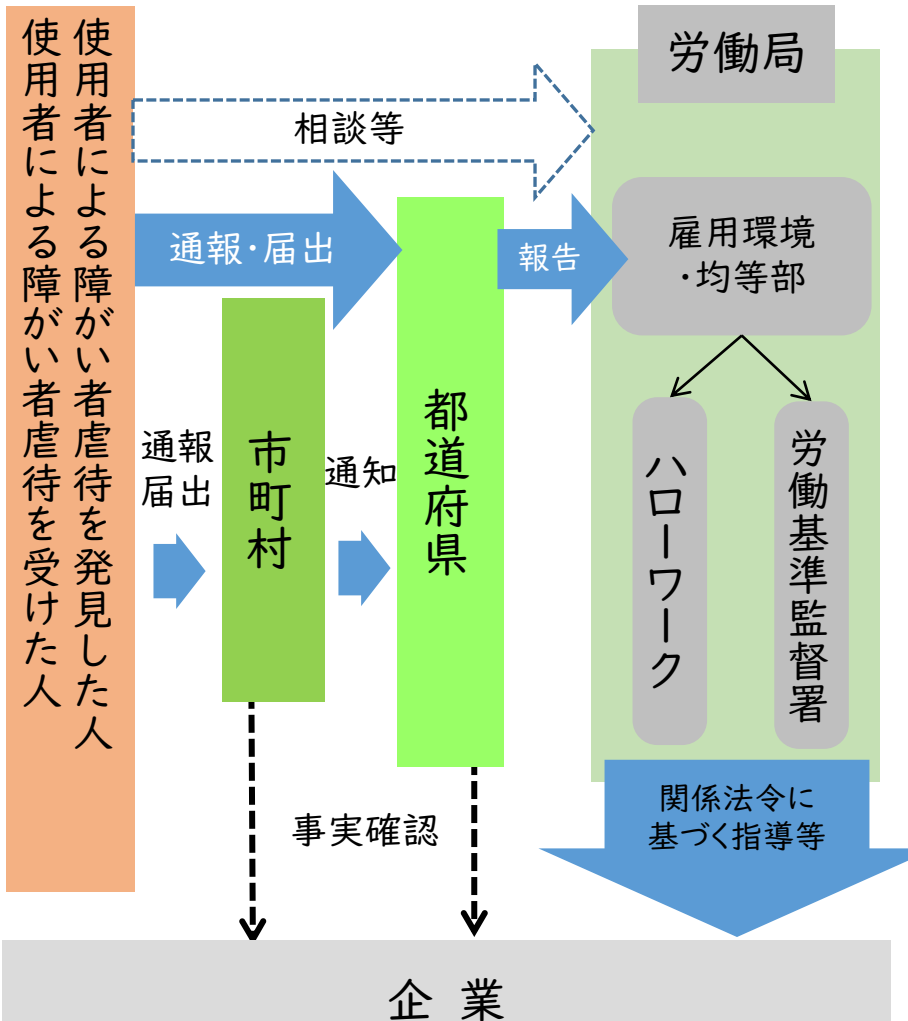 使用者による障がい者虐待を発見した人
使用者による障がい者虐待を受けた人
相談等
労働局
通報・届出
報告
雇用環境
・均等部
通報
届出
市町村
通知
都道府県
ハローワーク
労働基準監督署
事実確認
関係法令に
基づく指導等
企業